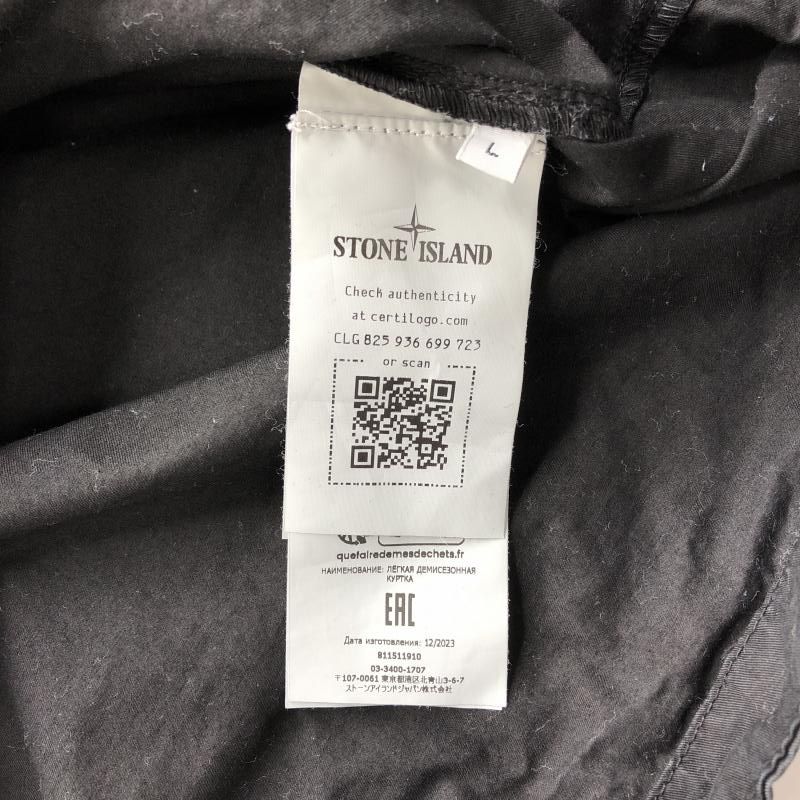 L
STONE ISLAND
Check authenticity
at certilogo.com
CLG 825 936 699 723
or scan
quefairedemesdechets.fr
НАИМЕНОВАНИЕ: ЛЁГКАЯ ДЕМИСЕЗОННАЯ
КУРТКА
EAC
Дата изготовления: 12/2023
811511910
03-3400-1707
〒107-0061 東京都港区北青山3-6-7
ストーンアイランドジャパン株式会社